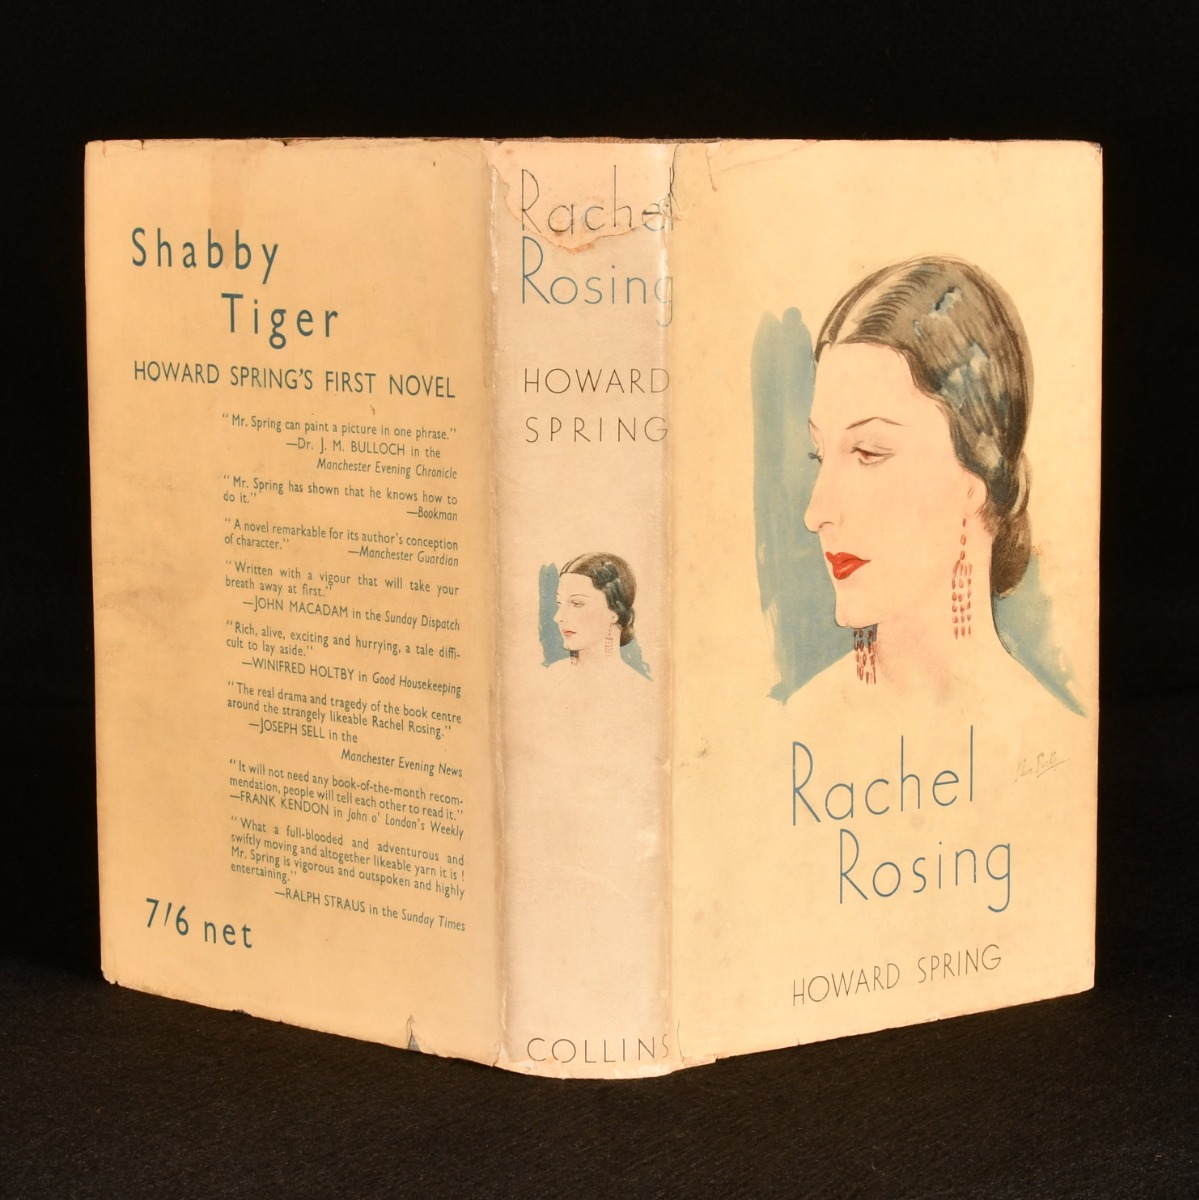 Shabby
Tiger
HOWARD SPRING'S FIRST NOVEL
"Mr. Spring can paint a picture in one phrase."
—Dr. J. M. BULLOCH in the
Manchester Evening Chronicle
"Mr. Spring has shown that he knows how to
do it."
—Bookman
"A novel remarkable for its author's conception
of character." —Manchester Guardian
"Written with a vigour that will take your
breath away at first."
—JOHN MACADAM in the Sunday Dispatch
"Rich, alive, exciting and hurrying, a tale diffi-
cult to lay aside."
—WINIFRED HOLTBY in Good Housekeeping
"The real drama and tragedy of the book centre
around the strangely likeable Rachel Rosing."
—JOSEPH SELL in the
Manchester Evening News
"It will not need any book-of-the-month recom-
mendation, people will tell each other to read it."
—FRANK KENDON in John o' London's Weekly
"What a full-blooded and adventurous and
swiftly moving and altogether likeable yarn it is!
Mr. Spring is vigorous and outspoken and highly
entertaining."
—RALPH STRAUS in the Sunday Times
7/6 net
Rachel
Rosing
HOWARD
SPRING
COLLINS
Rachel
Rosing
HOWARD SPRING